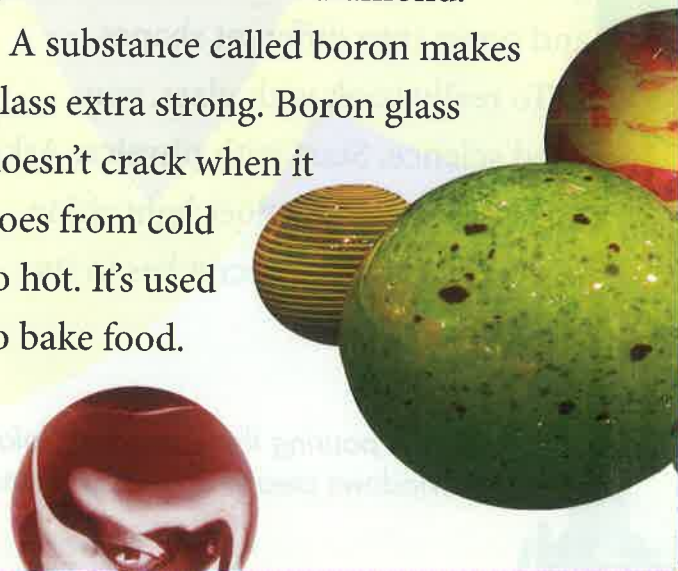 A substance called boron makes
lass extra strong. Boron glass
oesn't crack when it
oes from cold
o hot. It's used
o bake food.